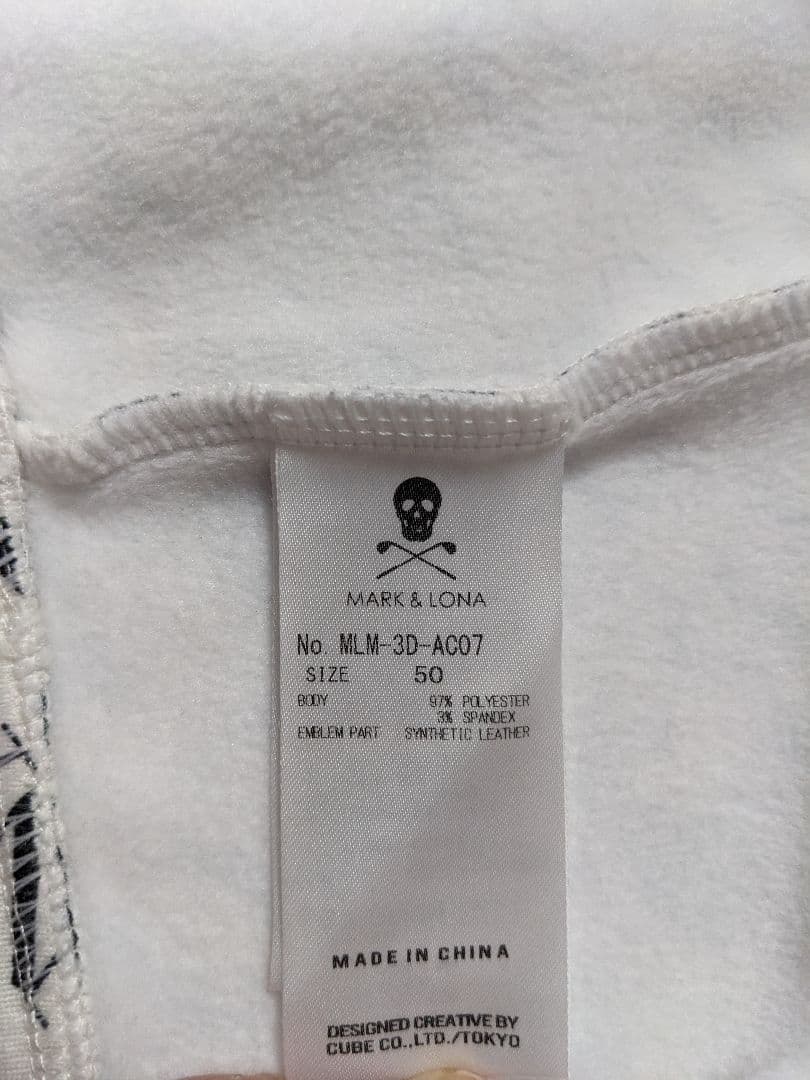 MARK & LONA
No. MLM-3D-AC07
SIZE 50
BODY 97% POLYESTER
3% SPANDEX
EMBLEM PART SYNTHETIC LEATHER
MADE IN CHINA
DESIGNED CREATIVE BY
CUBE CO.,LTD./TOKYO